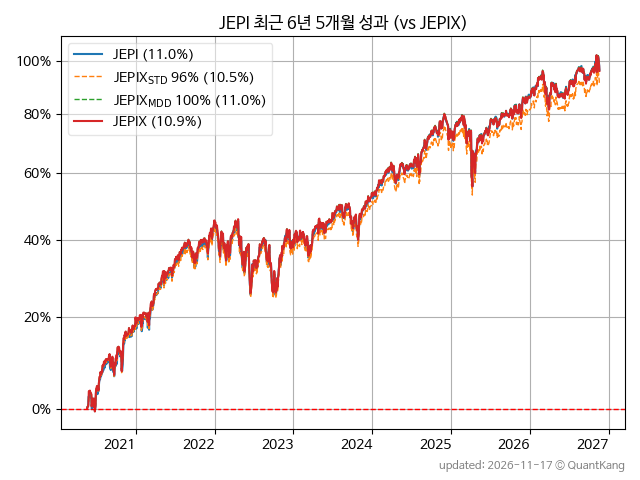 JEPI 최근 6년 5개월 성과 (vs JEPIX)
JEPI (11.0%)
JEPIXSTD 96% (10.5%)
JEPIXMDD 100% (11.0%)
JEPIX (10.9%)
100%
80%
60%
40%
20%
0%
2021 2022 2023 2024 2025 2026 2027
updated: 2026-11-17 © QuantKang